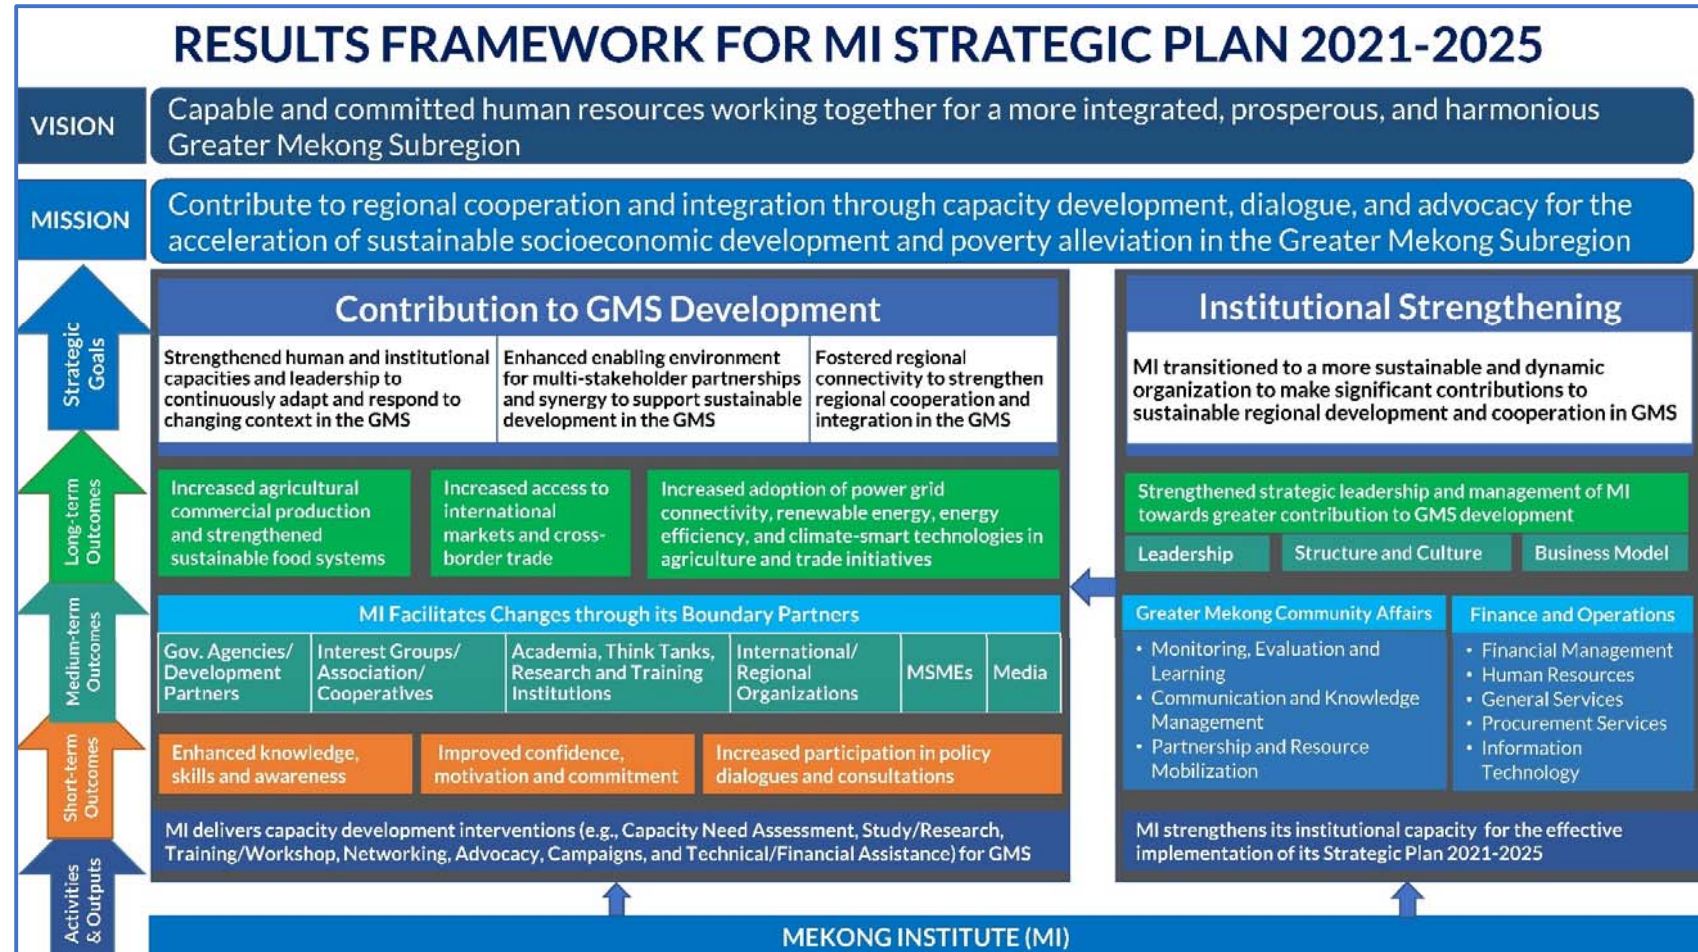 RESULTS FRAMEWORK FOR MI STRATEGIC PLAN 2021-2025
VISION
Capable and committed human resources working together for a more integrated, prosperous, and harmonious
Greater Mekong Subregion
MISSION
Contribute to regional cooperation and integration through capacity development, dialogue, and advocacy for the
acceleration of sustainable socioeconomic development and poverty alleviation in the Greater Mekong Subregion
Strategic
Goals
Contribution to GMS Development
Strengthened human and institutional
capacities and leadership to
continuously adapt and respond to
changing context in the GMS
Enhanced enabling environment
for multi-stakeholder partnerships
and synergy to support sustainable
development in the GMS
Fostered regional
connectivity to strengthen
regional cooperation and
integration in the GMS
Institutional Strengthening
MI transitioned to a more sustainable and dynamic
organization to make significant contributions to
sustainable regional development and cooperation in GMS
Long-term
Outcomes
Increased agricultural
commercial production
and strengthened
sustainable food systems
Increased access to
international
markets and cross-
border trade
Increased adoption of power grid
connectivity, renewable energy, energy
efficiency, and climate-smart technologies in
agriculture and trade initiatives
Strengthened strategic leadership and management of MI
towards greater contribution to GMS development
Leadership
Structure and Culture
Business Model
Medium-term
Outcomes
MI Facilitates Changes through its Boundary Partners
Gov. Agencies/
Development
Partners
Interest Groups/
Association/
Cooperatives
Academia, Think Tanks,
Research and Training
Institutions
International/
Regional
Organizations
MSMEs
Media
Greater Mekong Community Affairs
• Monitoring, Evaluation and
Learning
• Communication and Knowledge
Management
• Partnership and Resource
Mobilization
Finance and Operations
• Financial Management
• Human Resources
• General Services
• Procurement Services
• Information
Technology
Short-term
Outcomes
Enhanced knowledge,
skills and awareness
Improved confidence,
motivation and commitment
Increased participation in policy
dialogues and consultations
Activities
& Outputs
MI delivers capacity development interventions (e.g., Capacity Need Assessment, Study/Research,
Training/Workshop, Networking, Advocacy, Campaigns, and Technical/Financial Assistance) for GMS
MI strengthens its institutional capacity for the effective
implementation of its Strategic Plan 2021-2025
MEKONG INSTITUTE (MI)